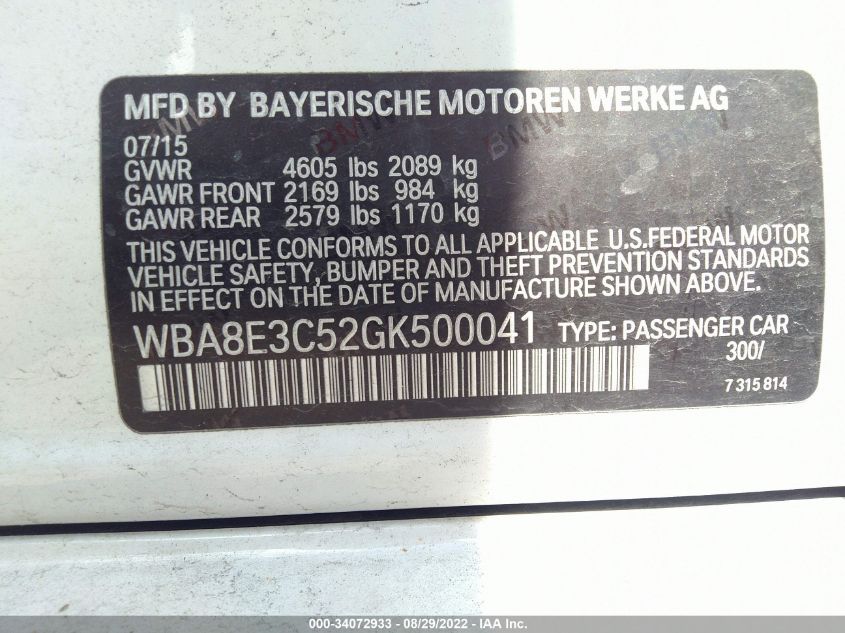 MFD BY BAYERISCHE MOTOREN WERKE AG
07/15
GVWR 4605 lbs 2089 kg
GAWR FRONT 2169 lbs 984 kg
GAWR REAR 2579 lbs 1170 kg
THIS VEHICLE CONFORMS TO ALL APPLICABLE U.S.FEDERAL MOTOR
VEHICLE SAFETY, BUMPER AND THEFT PREVENTION STANDARDS
IN EFFECT ON THE DATE OF MANUFACTURE SHOWN ABOVE.
WBA8E3C52GK500041 TYPE: PASSENGER CAR
300/
7 315 814
BMW
BMW
000-34072933 - 08/29/2022 - IAA Inc.